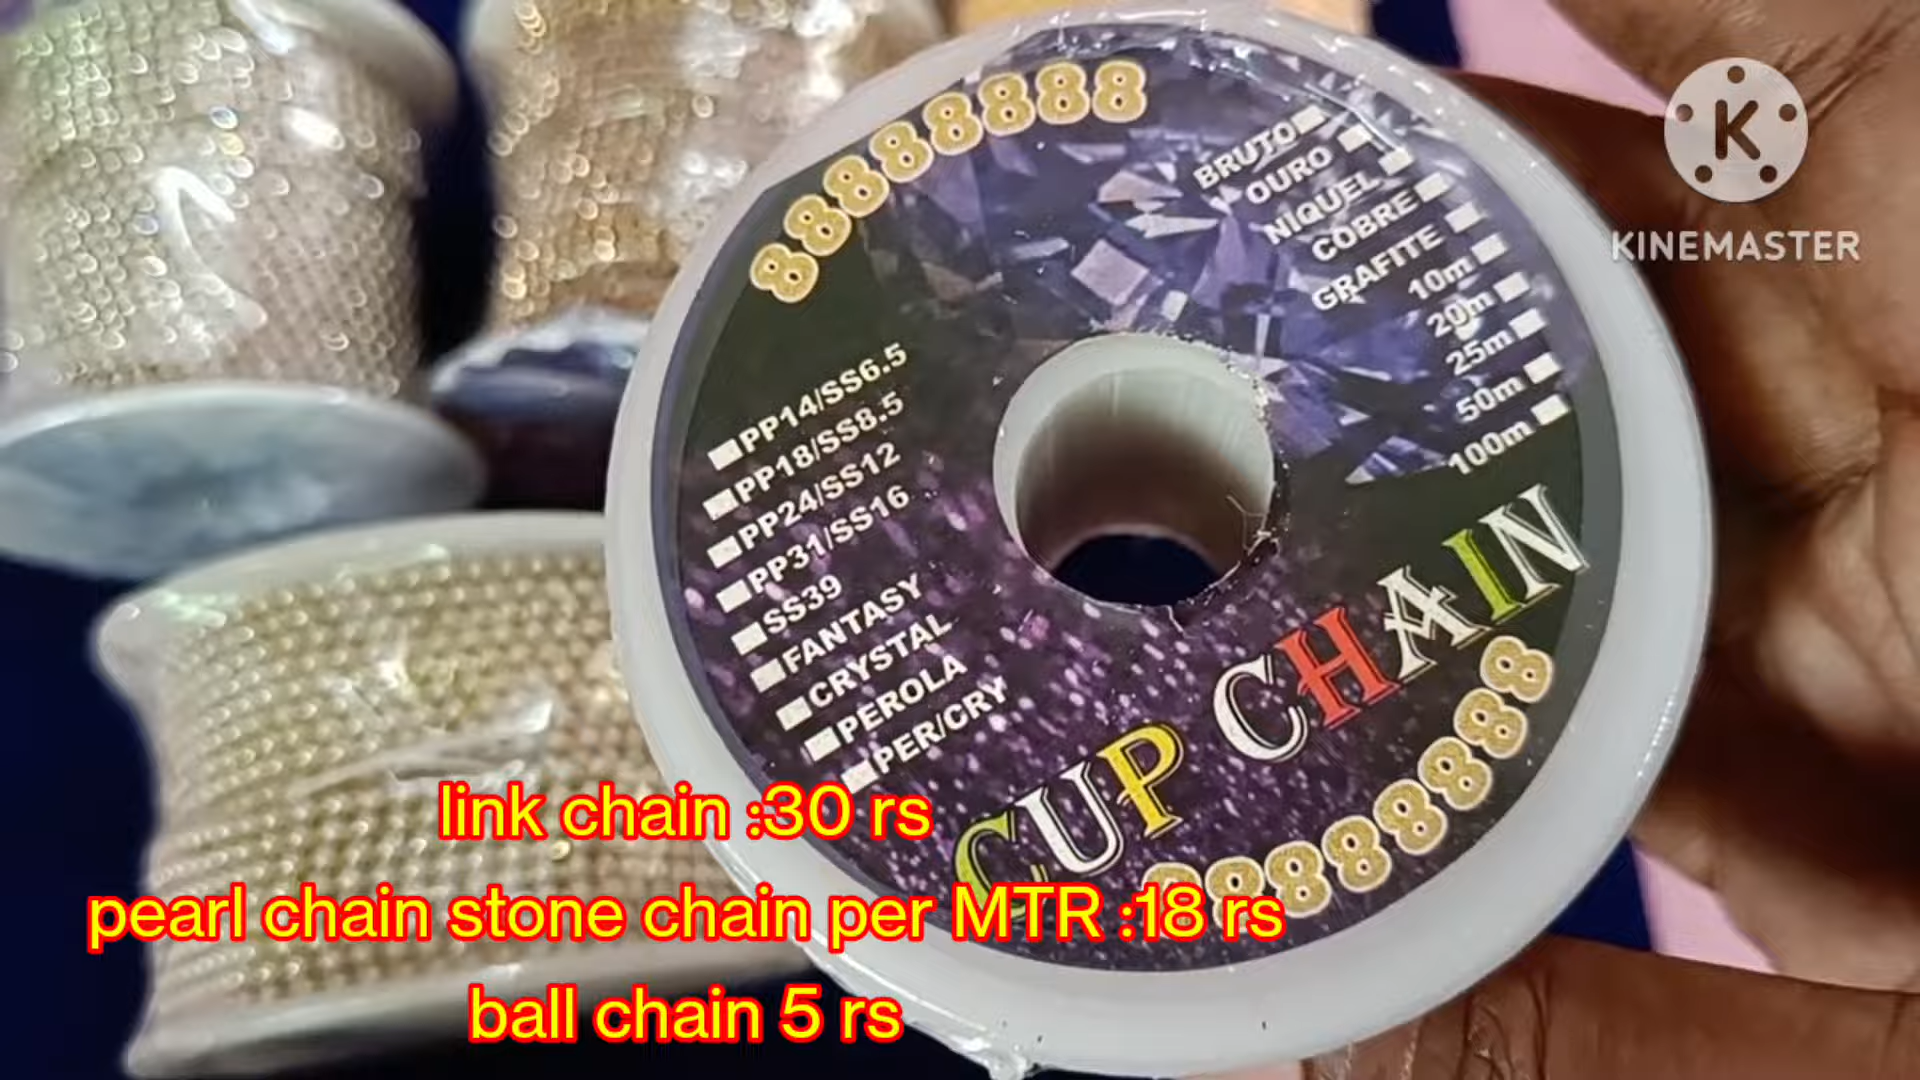 88888888
BRUTO
OURO
NIQUEL
COBRE
GRAFITE
10m
20m
25m
50m
100m
PP14/SS6.5
PP18/SS8.5
PP24/SS12
PP31/SS16
SS39
FANTASY
CRYSTAL
PEROLA
PER/CRY
CUP CHAIN
88888888
K
KINEMASTER
link chain :30 rs
pearl chain stone chain per MTR :18 rs
ball chain 5 rs